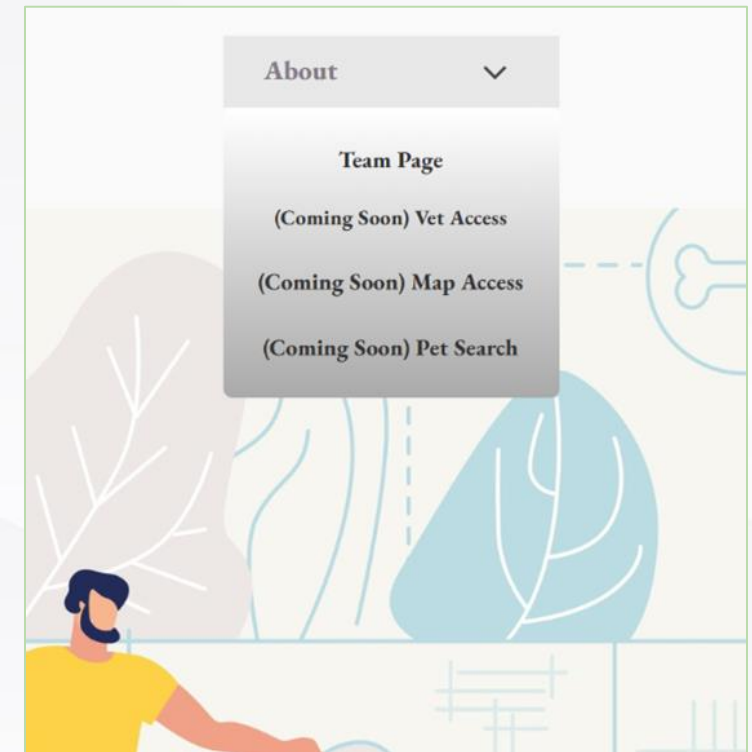 About
Team Page
(Coming Soon) Vet Access
(Coming Soon) Map Access
(Coming Soon) Pet Search